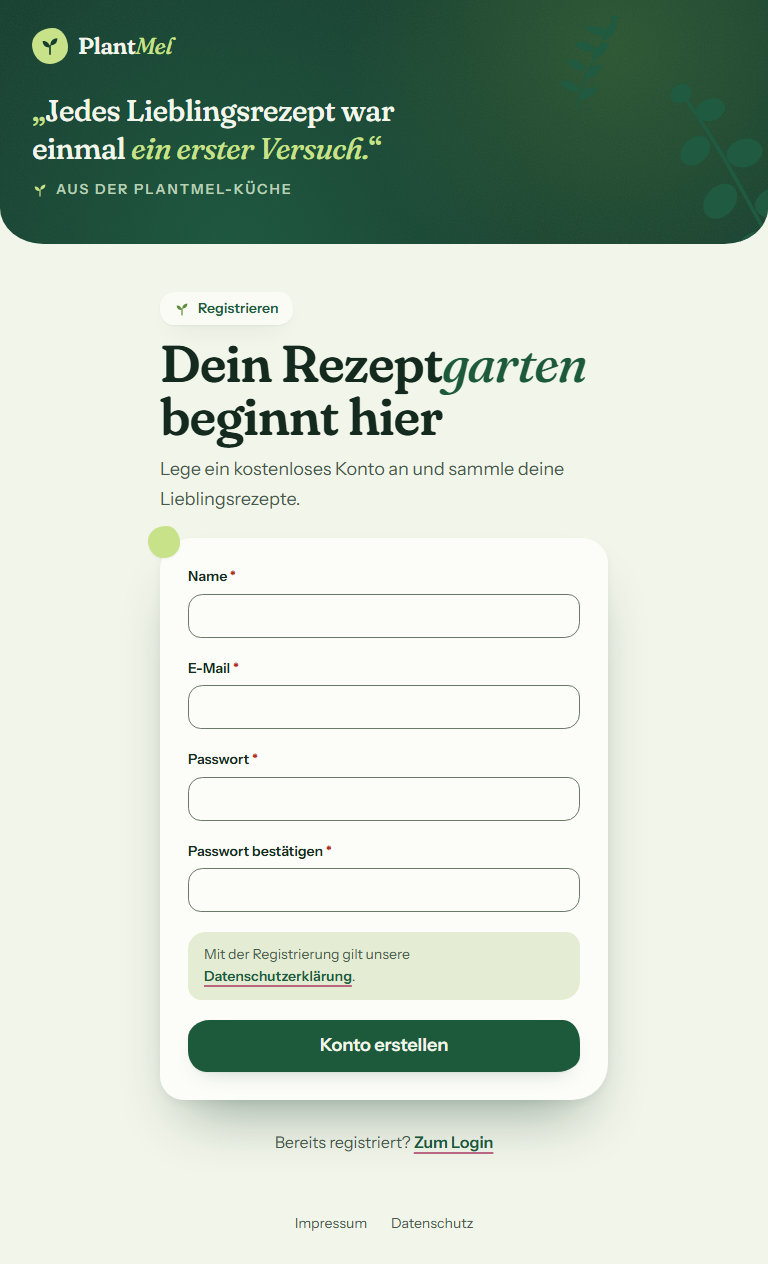 PlantMel
„Jedes Lieblingsrezept war
einmal ein erster Versuch.“
AUS DER PLANTMEL-KÜCHE
Registrieren
Dein Rezeptgarten
beginnt hier
Lege ein kostenloses Konto an und sammle deine
Lieblingsrezepte.
Name *
E-Mail *
Passwort *
Passwort bestätigen *
Mit der Registrierung gilt unsere
Datenschutzerklärung.
Konto erstellen
Bereits registriert? Zum Login
Impressum Datenschutz